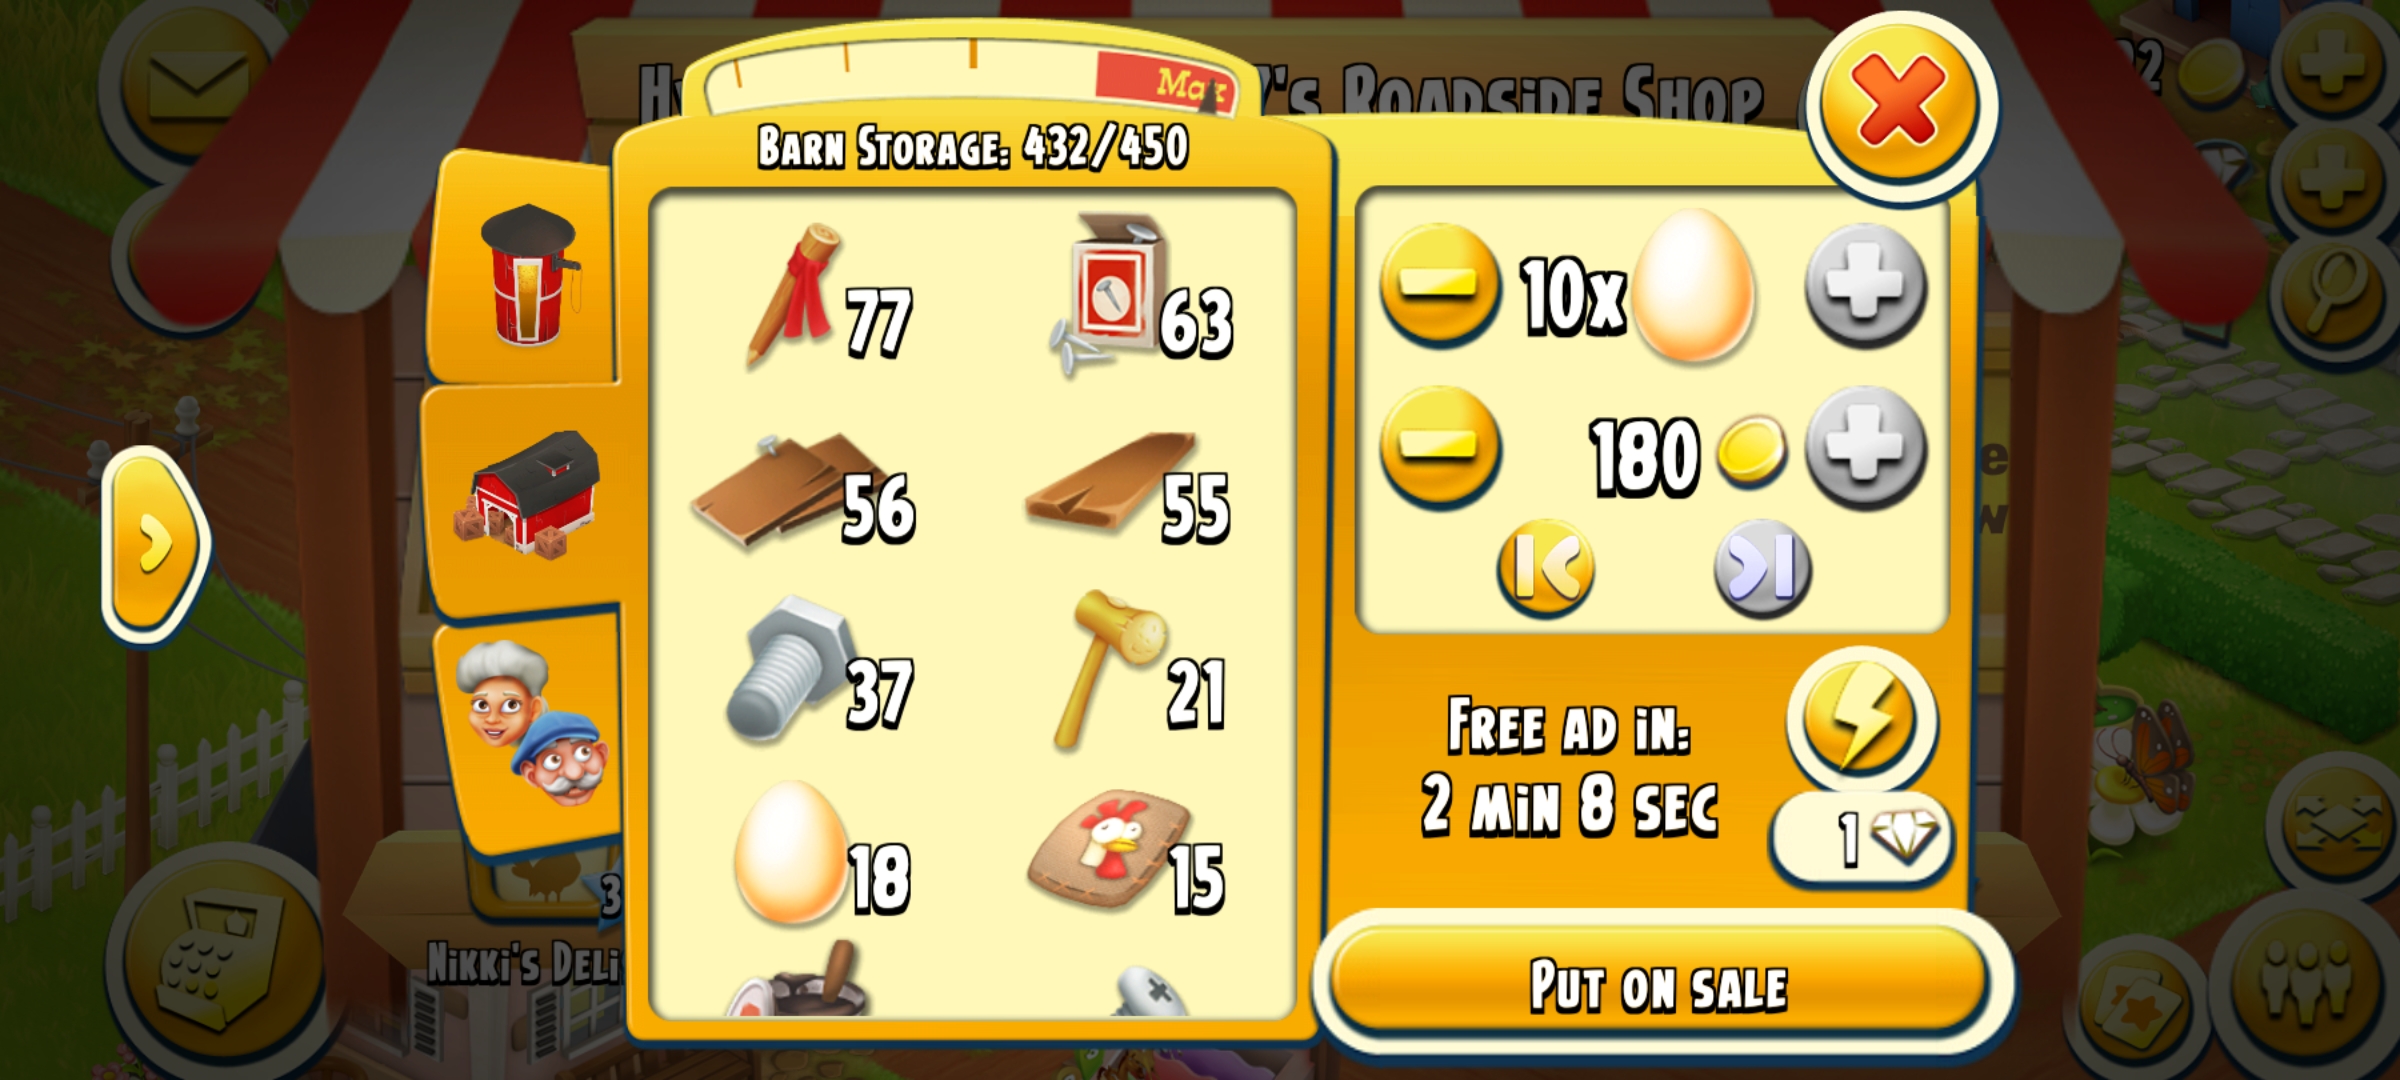 'S ROADSIDE SHOP
Max
BARN STORAGE: 432/450
77
63
56
55
37
21
18
15
10x
180
FREE AD IN:
2 MIN 8 SEC
1
PUT ON SALE
3
NIKKI'S